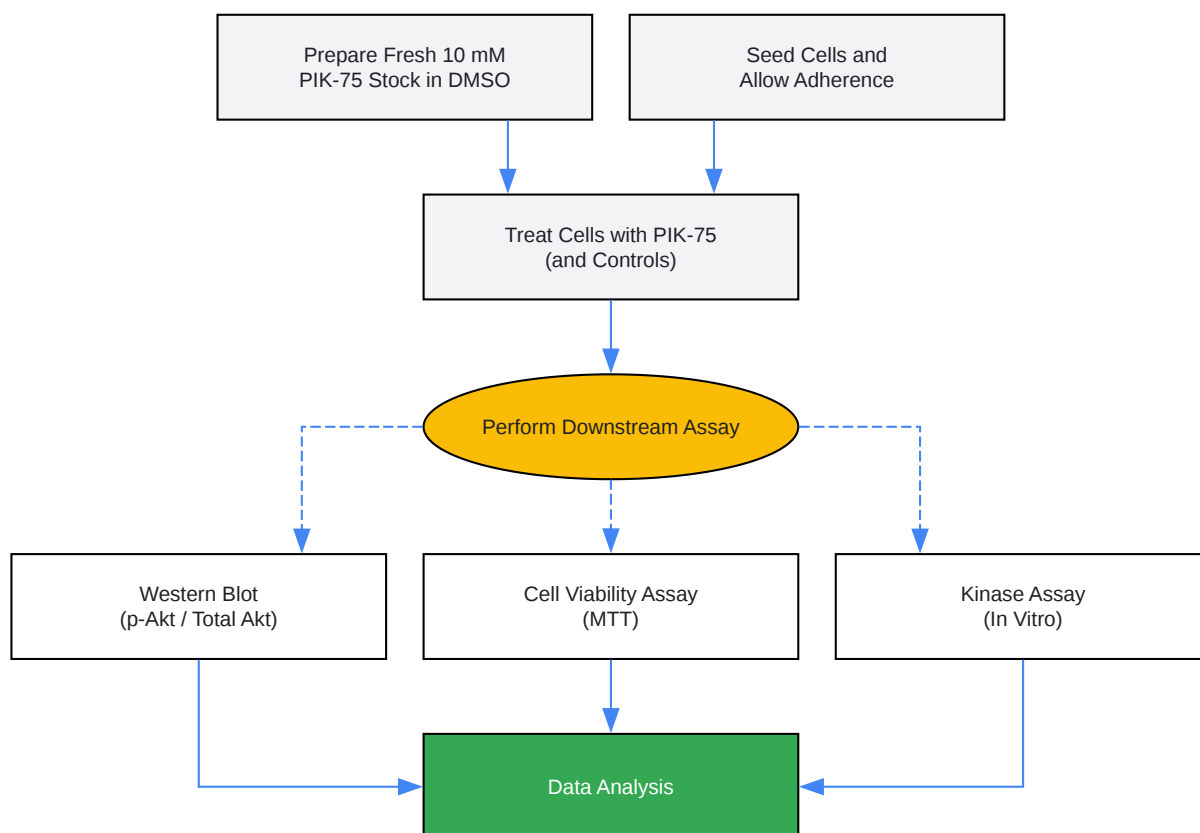 Prepare Fresh 10 mM
PIK-75 Stock in DMSO
Seed Cells and
Allow Adherence
Treat Cells with PIK-75
(and Controls)
Perform Downstream Assay
Western Blot
(p-Akt / Total Akt)
Cell Viability Assay
(MTT)
Kinase Assay
(In Vitro)
Data Analysis